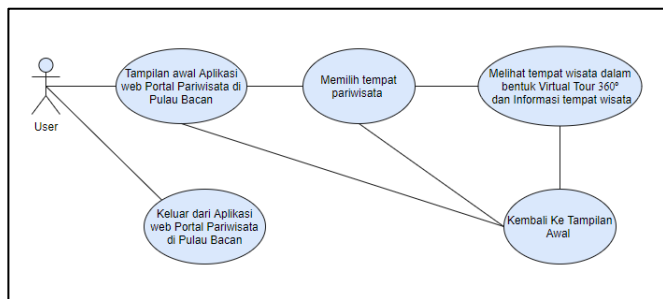 Tampilan awal Aplikasi
web Portal Pariwisata di
Pulau Bacan
Memilih tempat
pariwisata
Melihat tempat wisata dalam
bentuk Virtual Tour 360°
dan Informasi tempat wisata
User
Keluar dari Aplikasi
web Portal Pariwisata
di Pulau Bacan
Kembali Ke Tampilan
Awal